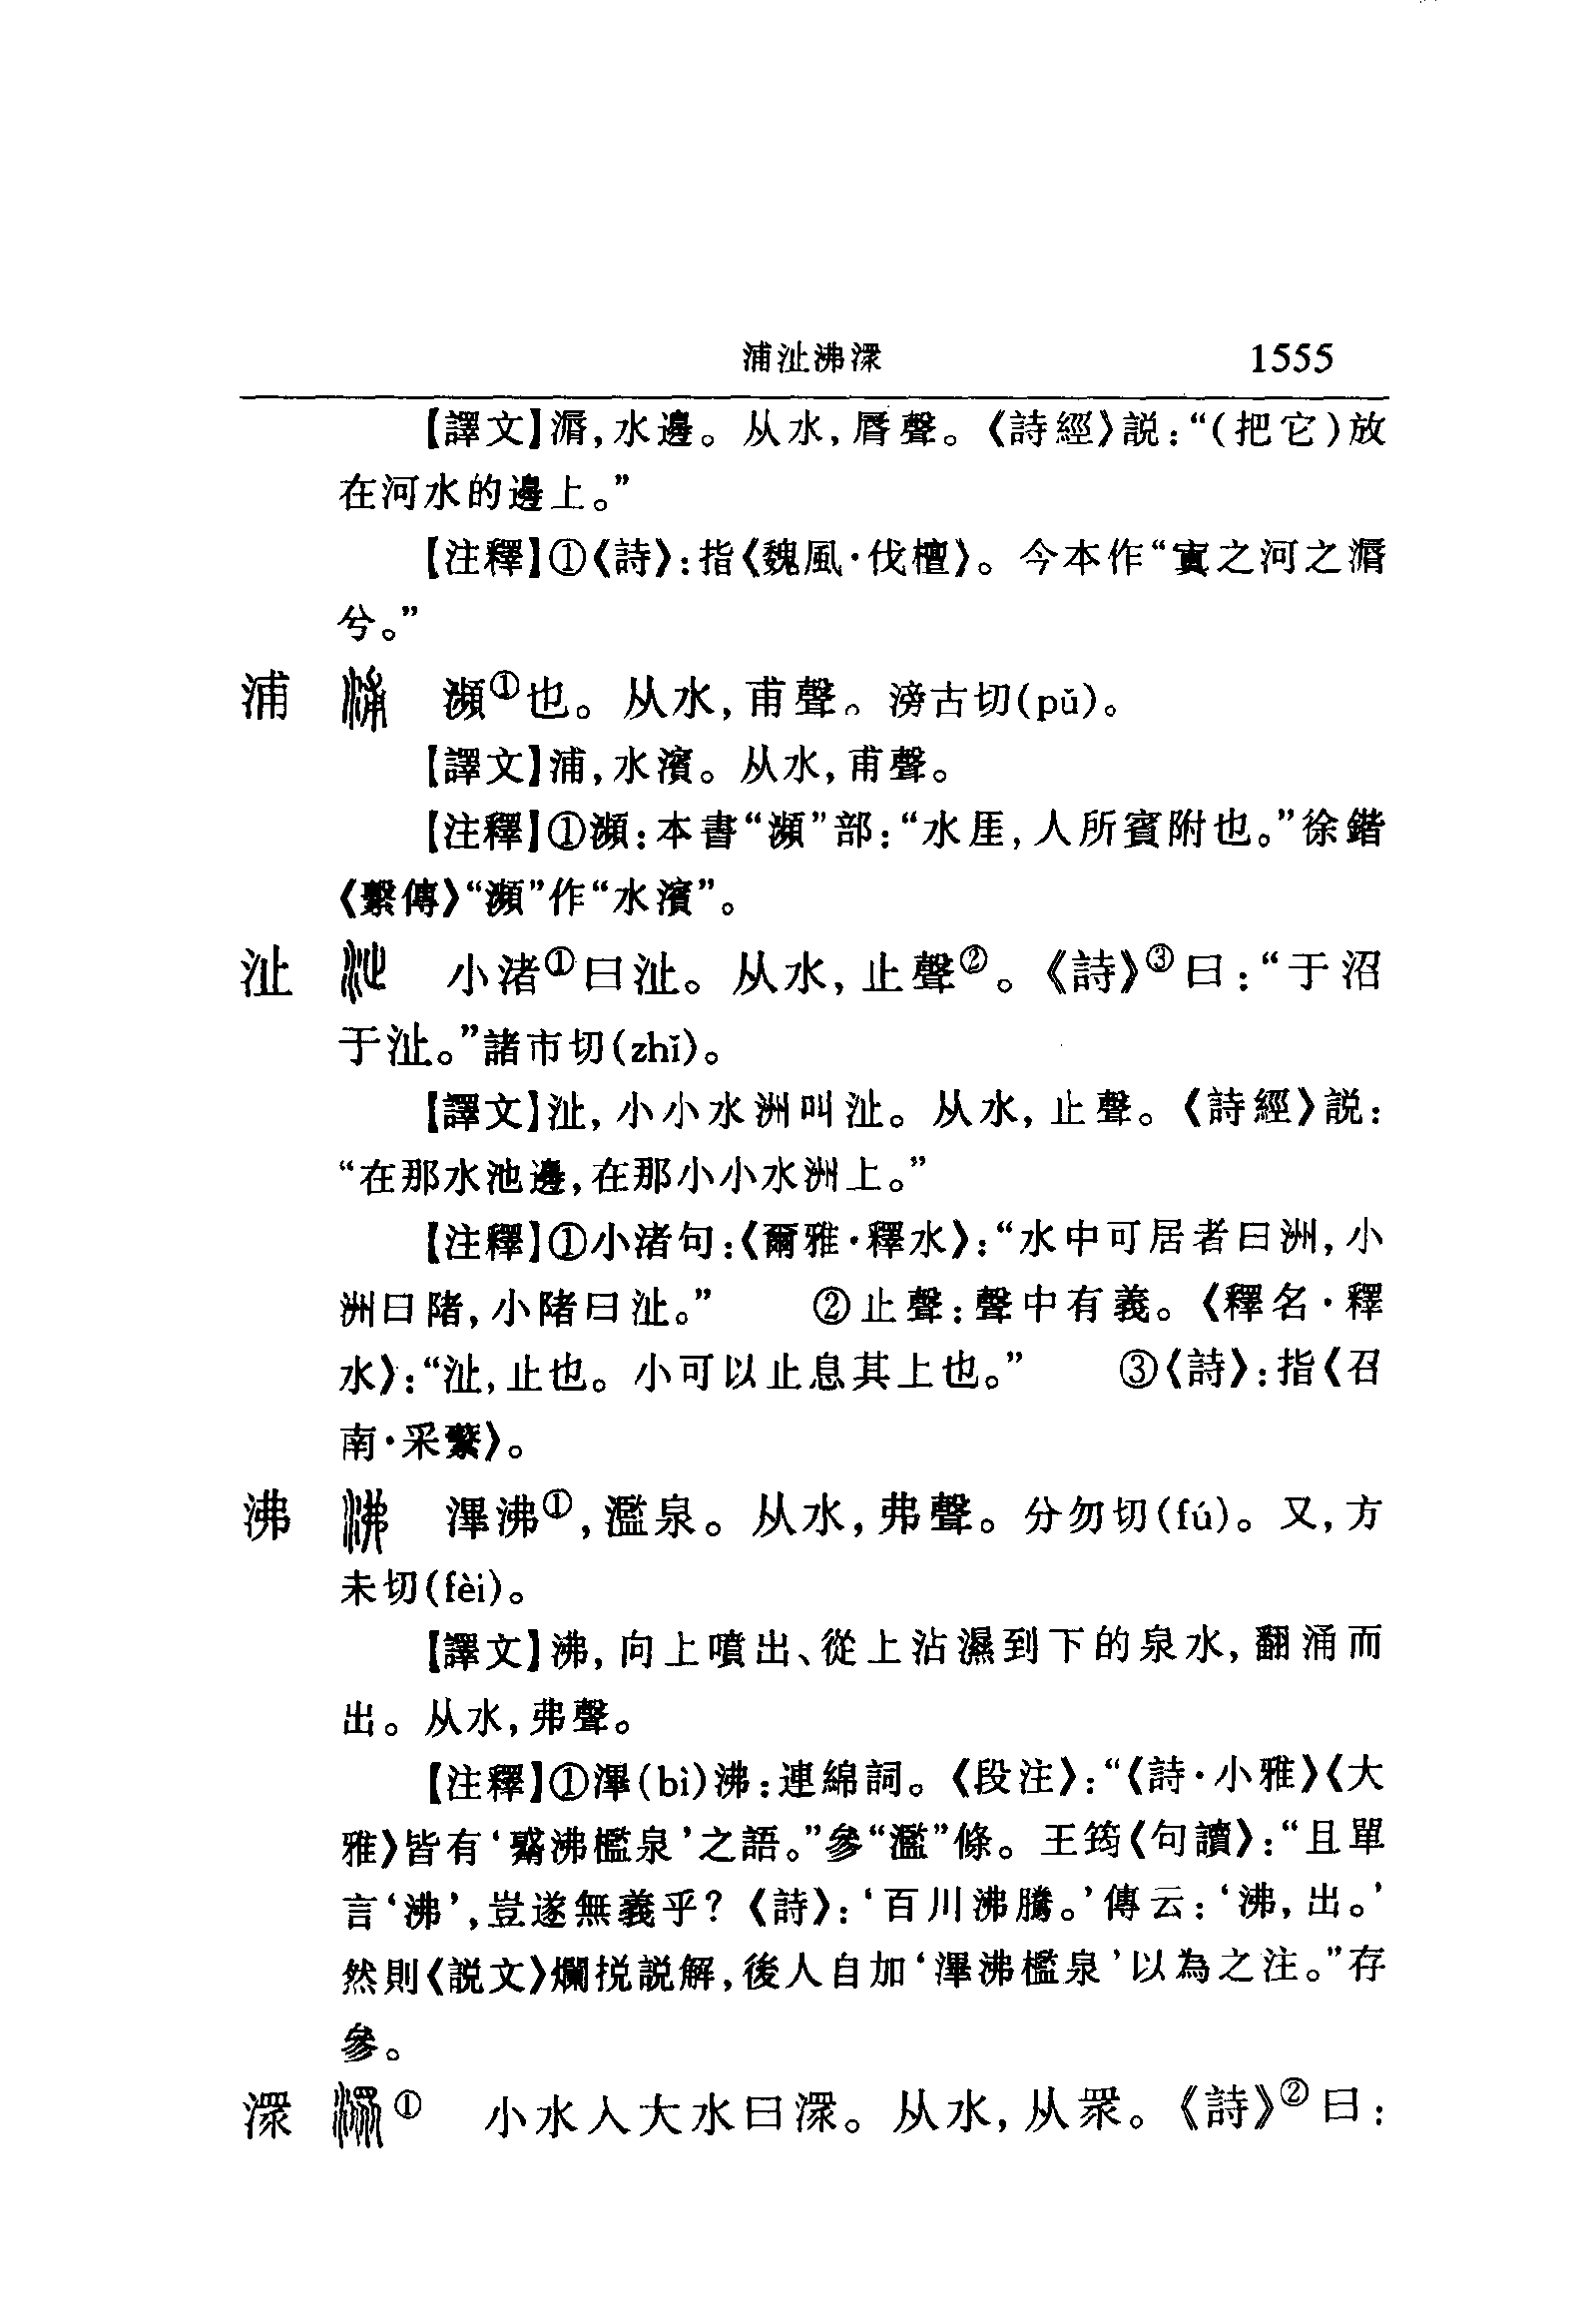 浦沚沸潀 1555
【譯文】漘,水邊。从水,脣聲。《詩經》説:“(把它)放
在河水的邊上。”
【注釋】①《詩》:指《魏風·伐檀》。今本作“寘之河之漘
兮。”
浦 瀕①也。从水,甫聲。滂古切(pǔ)。
【譯文】浦,水濱。从水,甫聲。
【注釋】①瀕:本書“瀕”部:“水厓,人所賓附也。”徐鍇
《繫傳》“瀕”作“水濱”。
沚 小渚①曰沚。从水,止聲②。《詩》③曰:“于沼
于沚。”諸市切(zhǐ)。
【譯文】沚,小小水洲叫沚。从水,止聲。《詩經》説:
“在那水池邊,在那小小水洲上。”
【注釋】①小渚句:《爾雅·釋水》:“水中可居者曰洲,小
洲曰陼,小陼曰沚。” ②止聲:聲中有義。《釋名·釋
水》:“沚,止也。小可以止息其上也。” ③《詩》:指《召
南·采蘩》。
沸 滭沸①,濫泉。从水,弗聲。分勿切(fú)。又,方
未切(fèi)。
【譯文】沸,向上噴出、從上沾濕到下的泉水,翻涌而
出。从水,弗聲。
【注釋】①滭(bì)沸:連綿詞。《段注》:“《詩·小雅》《大
雅》皆有‘觱沸檻泉’之語。”參“濫”條。王筠《句讀》:“且單
言‘沸’,豈遂無義乎?《詩》:‘百川沸騰。’傳云:‘沸,出。’
然則《説文》爛挩説解,後人自加‘滭沸檻泉’以為之注。”存
參。
潀 ① 小水入大水曰潀。从水,从眾。《詩》②曰: